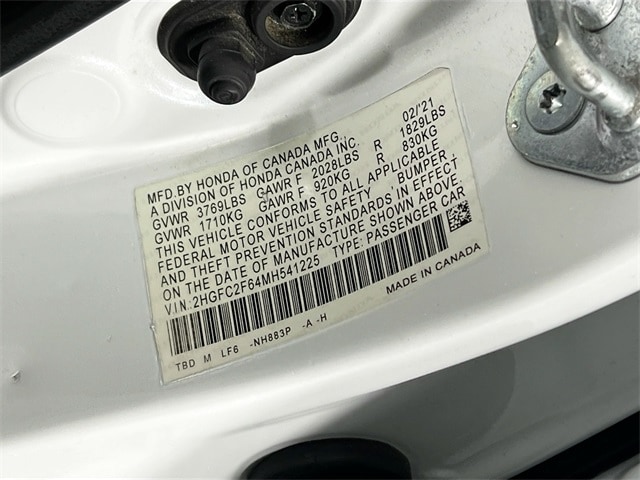 MFD.BY HONDA OF CANADA MFG. 02/'21
A DIVISION OF HONDA CANADA INC.
GVWR 3769LBS GAWR F 2028LBS R 1829LBS
GVWR 1710KG GAWR F 920KG R 830KG
THIS VEHICLE CONFORMS TO ALL APPLICABLE
FEDERAL MOTOR VEHICLE SAFETY, BUMPER,
AND THEFT PREVENTION STANDARDS IN EFFECT
ON THE DATE OF MANUFACTURE SHOWN ABOVE.
V.I.N: 2HGFC2F64MH541225 TYPE: PASSENGER CAR
TBD M LF6 -NH883P -A -H
MADE IN CANADA